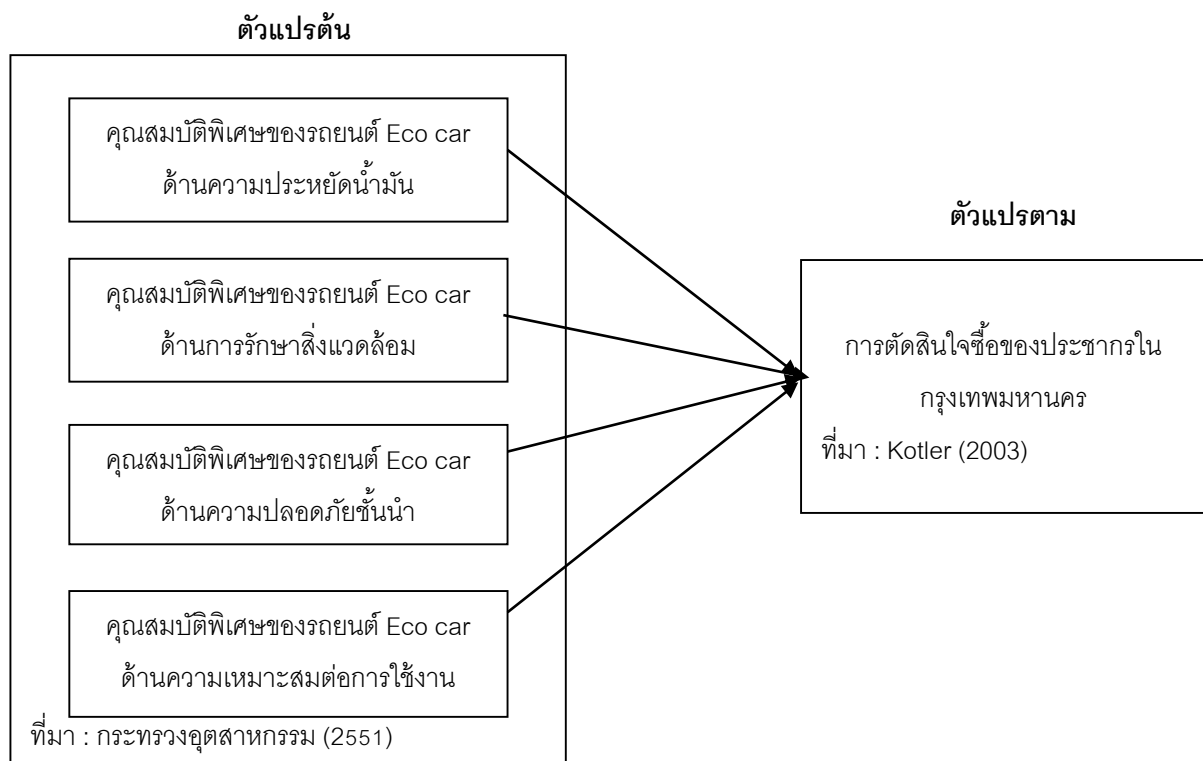 ตัวแปรต้น
คุณสมบัติพิเศษของรถยนต์ Eco car
ด้านความประหยัดน้ำมัน
คุณสมบัติพิเศษของรถยนต์ Eco car
ด้านการรักษาสิ่งแวดล้อม
คุณสมบัติพิเศษของรถยนต์ Eco car
ด้านความปลอดภัยชั้นนำ
คุณสมบัติพิเศษของรถยนต์ Eco car
ด้านความเหมาะสมต่อการใช้งาน
ที่มา : กระทรวงอุตสาหกรรม (2551)
ตัวแปรตาม
การตัดสินใจซื้อของประชากรใน
กรุงเทพมหานคร
ที่มา : Kotler (2003)